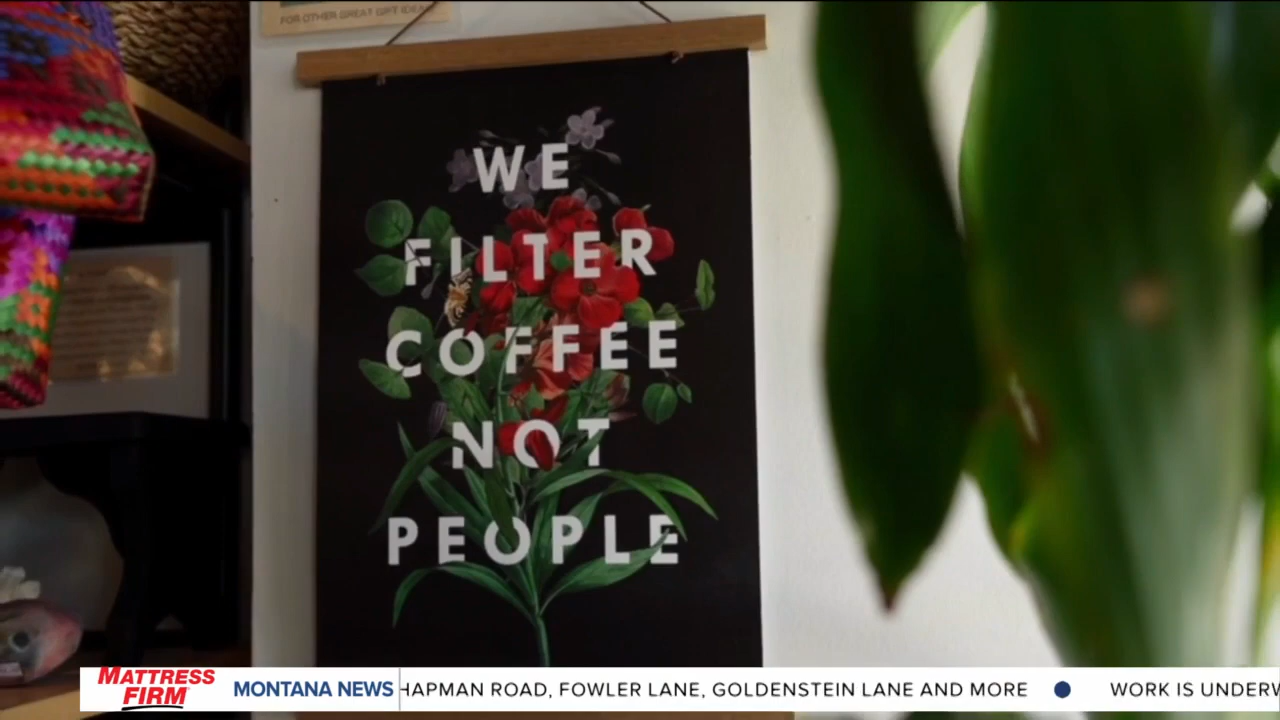 FOR OTHER GREAT GIFT IDEAS
WE
FILTER
COFFEE
NOT
PEOPLE
MATTRESS
FIRM
MONTANA NEWS
HAPMAN ROAD, FOWLER LANE, GOLDENSTEIN LANE AND MORE
WORK IS UNDERW